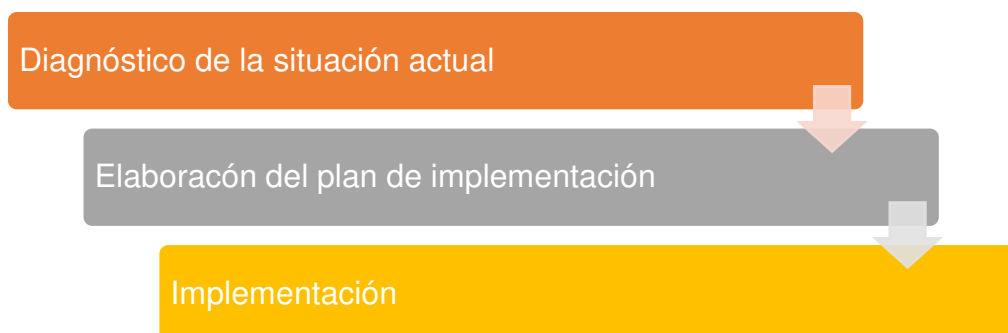 Diagnóstico de la situación actual
Elaboracón del plan de implementación
Implementación